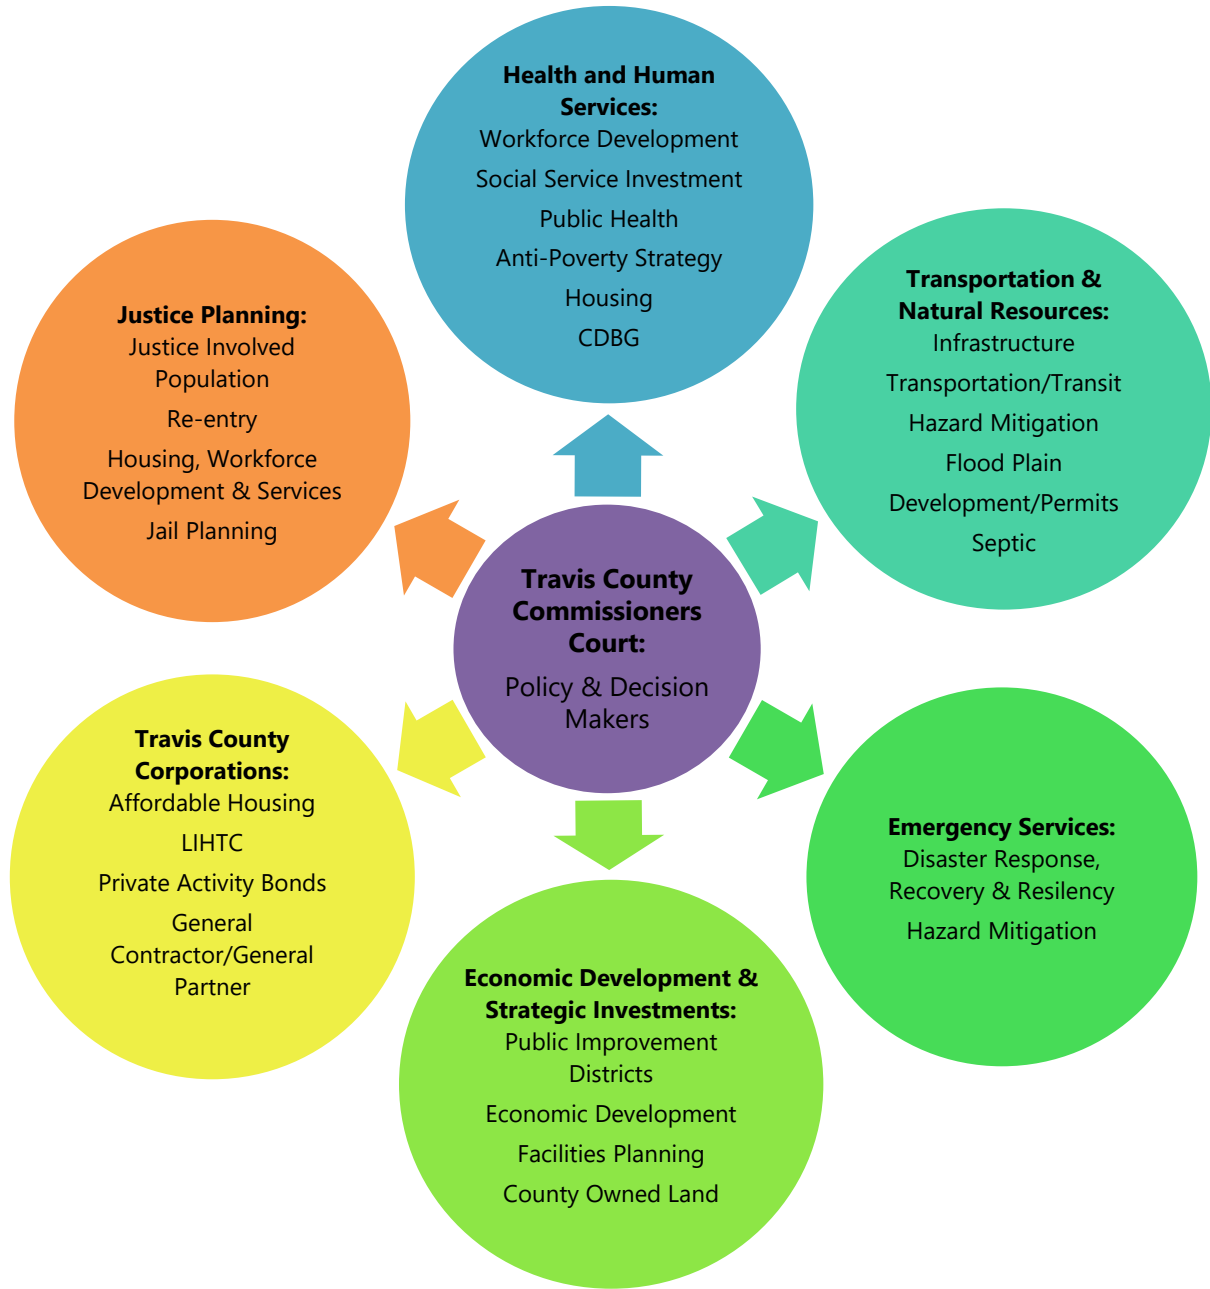 Health and Human
Services:
Workforce Development
Social Service Investment
Public Health
Anti-Poverty Strategy
Housing
CDBG
Transportation &
Natural Resources:
Infrastructure
Transportation/Transit
Hazard Mitigation
Flood Plain
Development/Permits
Septic
Justice Planning:
Justice Involved
Population
Re-entry
Housing, Workforce
Development & Services
Jail Planning
Travis County
Commissioners
Court:
Policy & Decision
Makers
Travis County
Corporations:
Affordable Housing
LIHTC
Private Activity Bonds
General
Contractor/General
Partner
Emergency Services:
Disaster Response,
Recovery & Resilency
Hazard Mitigation
Economic Development &
Strategic Investments:
Public Improvement
Districts
Economic Development
Facilities Planning
County Owned Land